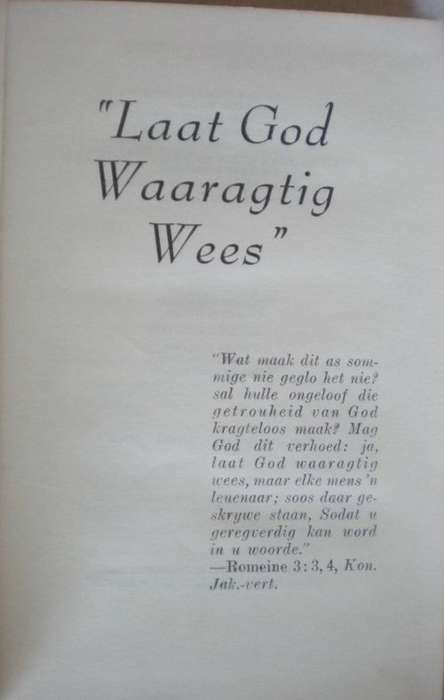 "Laat God
Waaragtig
Wees"
"Wat maak dit as som-
mige nie geglo het nie?
sal hulle ongeloof die
getrouheid van God
kragteloos maak? Mag
God dit verhoed: ja,
laat God waaragtig
wees, maar elke mens 'n
leuenaar; soos daar ge-
skrywe staan, Sodat u
geregverdig kan word
in u woorde."
—Romeine 3:3, 4, Kon.
Jak.-vert.